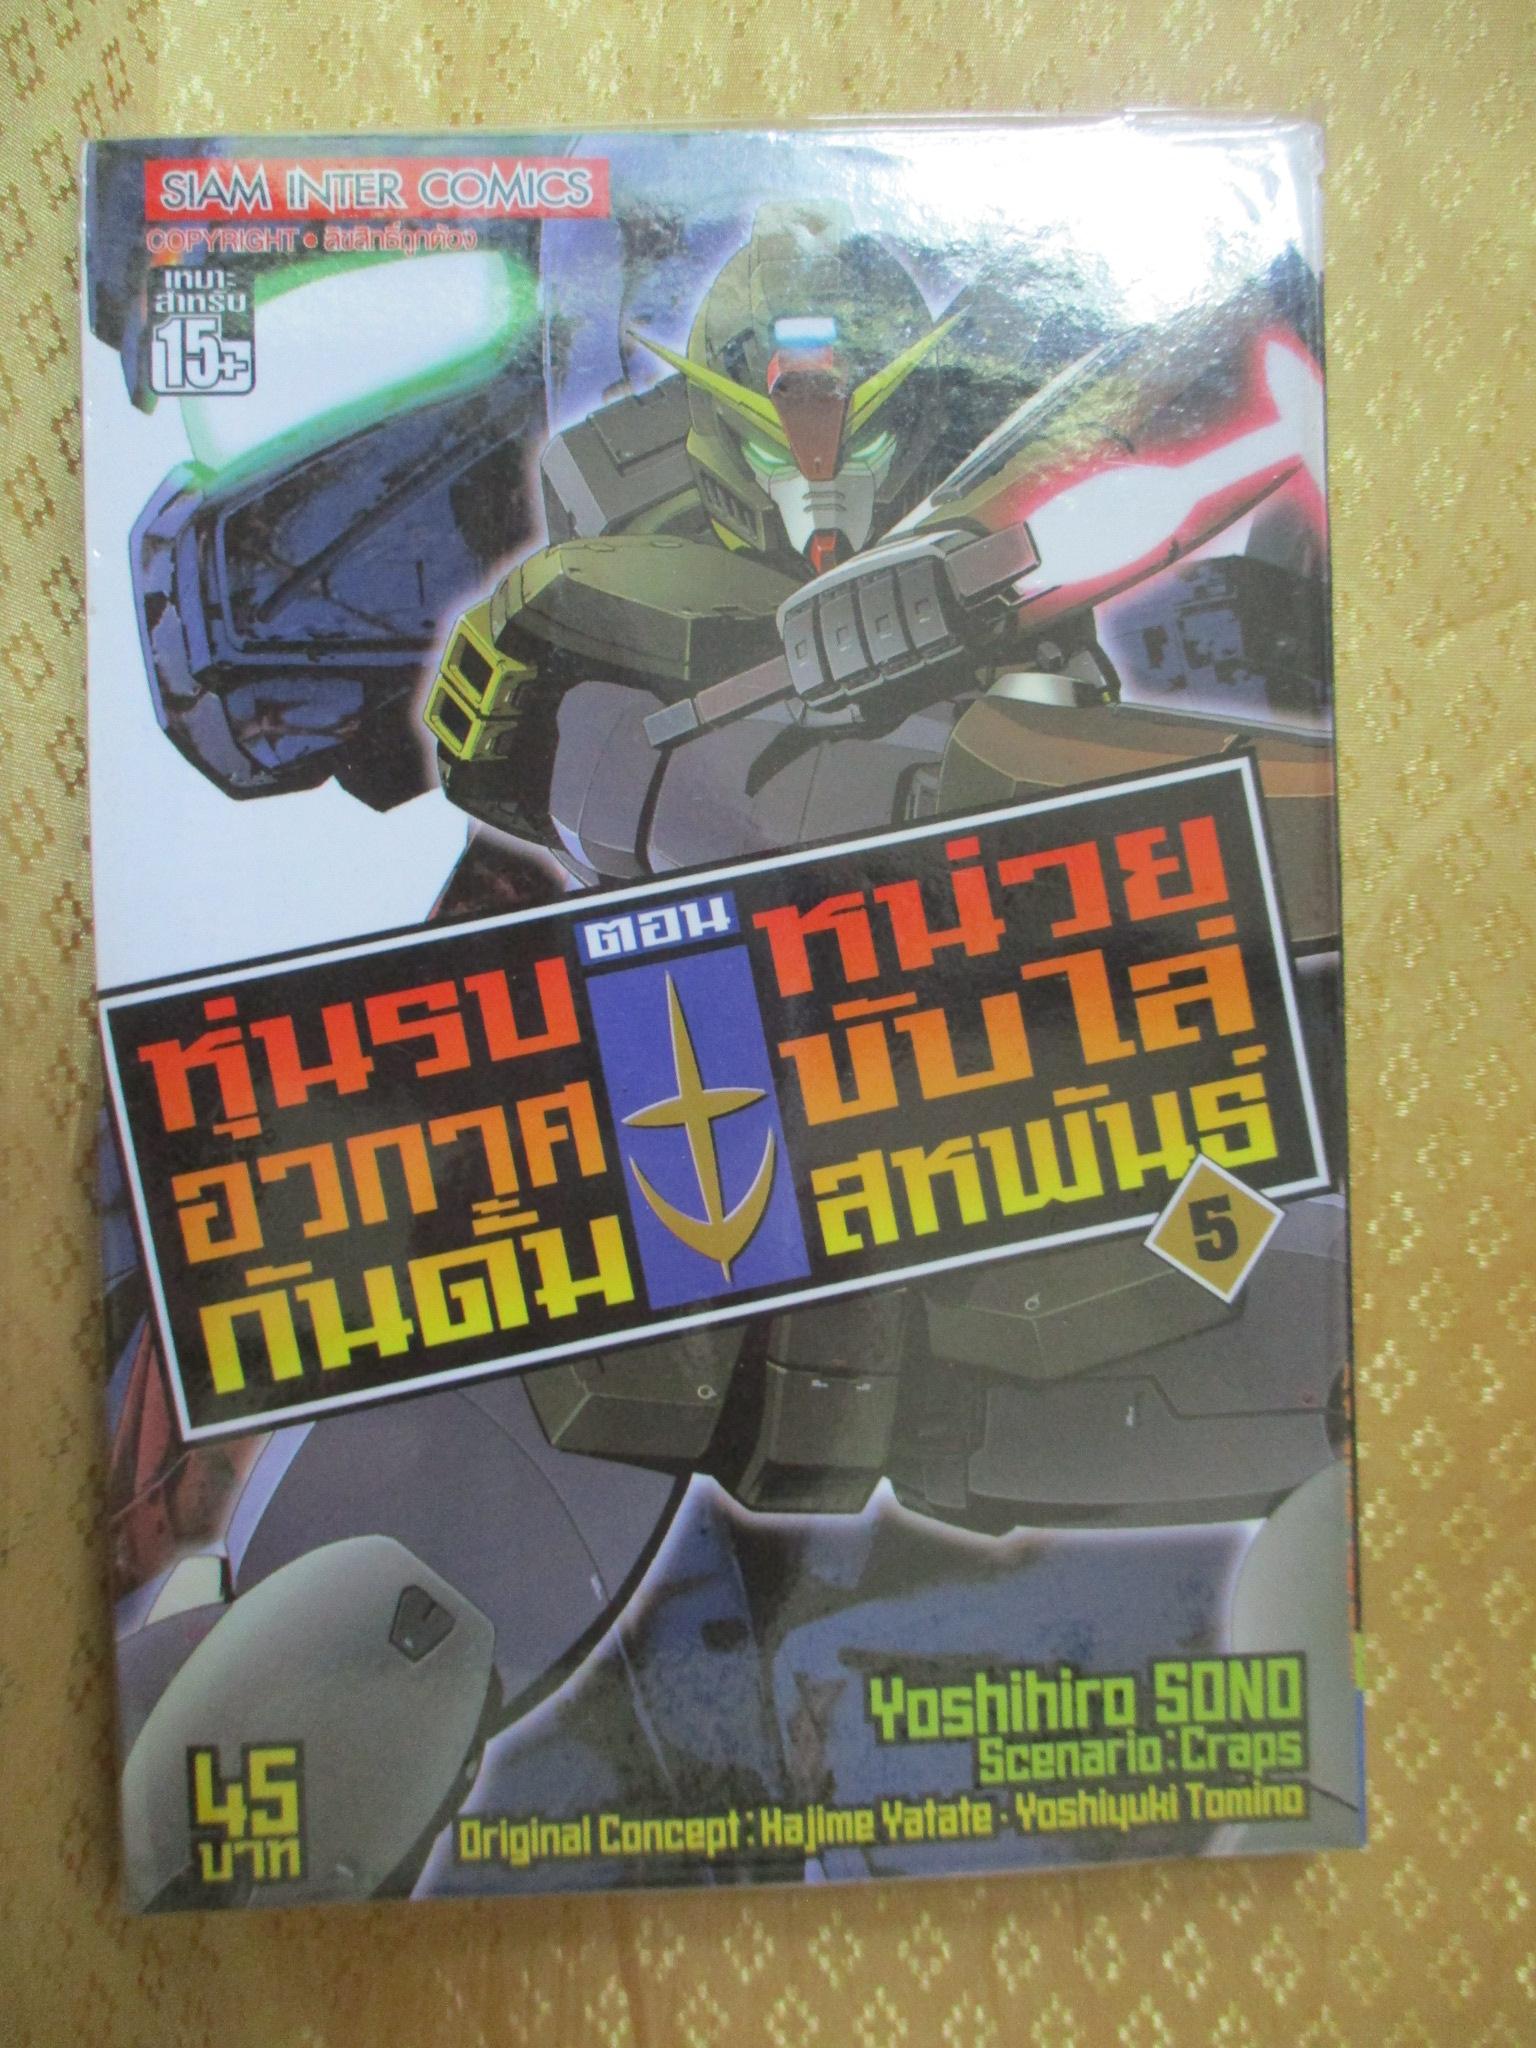 SIAM INTER COMICS
COPYRIGHT • ลิขสิทธิ์ถูกต้อง
เหมาะ
สำหรับ
15+
หุ่นรบ
อวกาศ
กันดั้ม
ตอน
หน่วย
ขับไล่
สหพันธ์
5
Yoshihiro SONO
Scenario:Craps
Original Concept:Hajime Yatate · Yoshiyuki Tomino
45
บาท